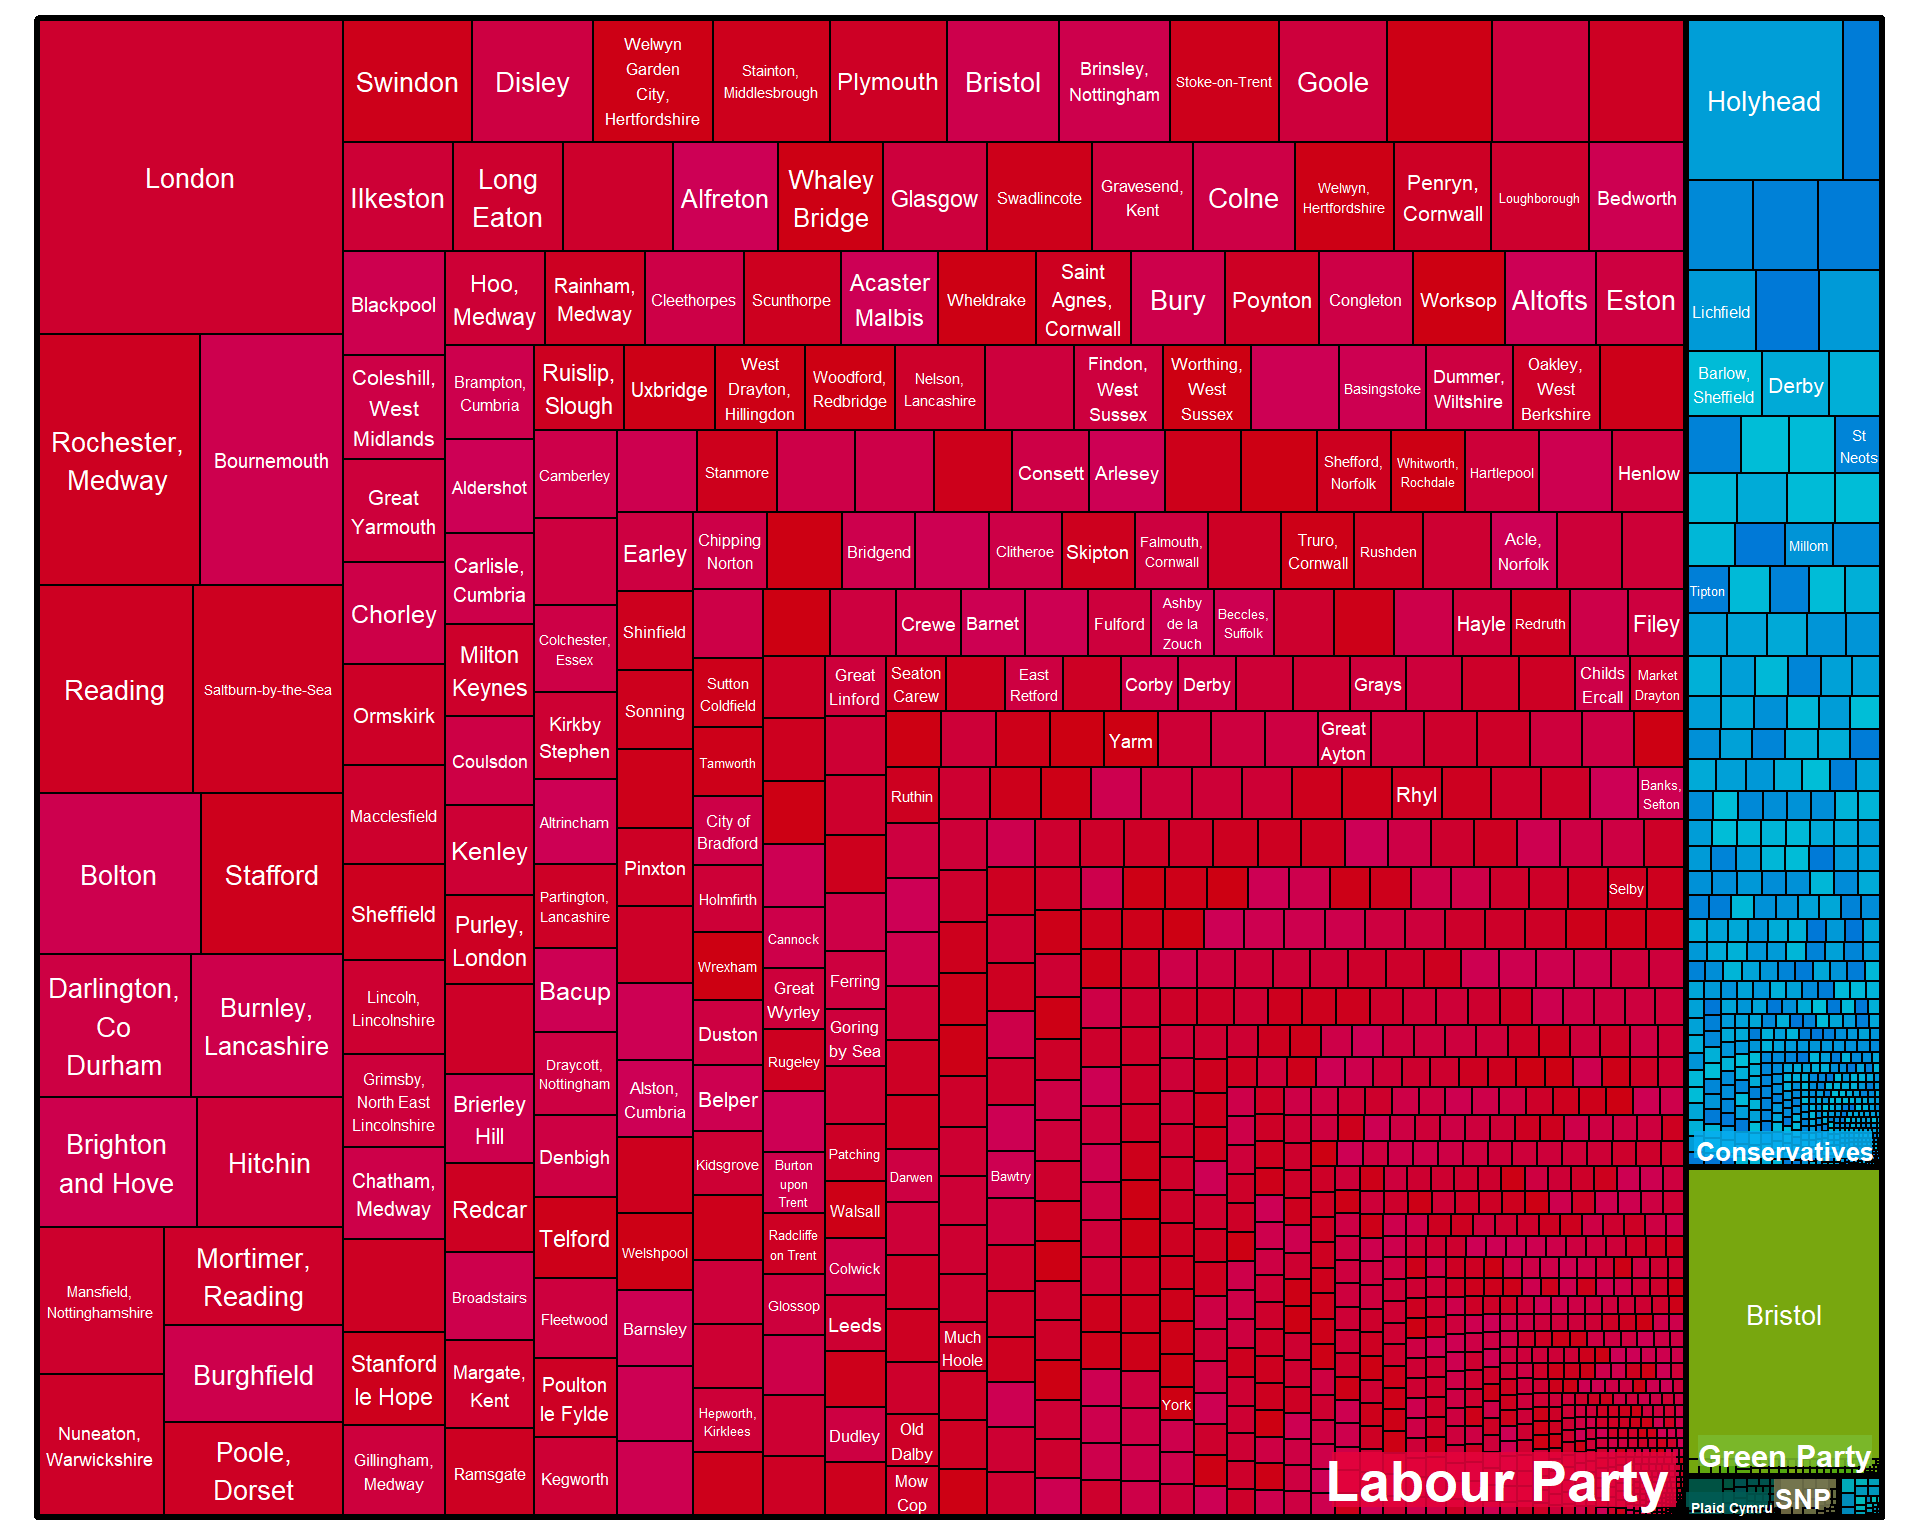 London
Rochester,
Medway
Bournemouth
Reading
Saltburn-by-the-Sea
Bolton
Stafford
Darlington,
Co
Durham
Burnley,
Lancashire
Brighton
and Hove
Hitchin
Mansfield,
Nottinghamshire
Mortimer,
Reading
Burghfield
Nuneaton,
Warwickshire
Poole,
Dorset
Swindon
Disley
Welwyn
Garden
City,
Hertfordshire
Stainton,
Middlesbrough
Plymouth
Bristol
Brinsley,
Nottingham
Stoke-on-Trent
Goole
Ilkeston
Long
Eaton
Alfreton
Whaley
Bridge
Glasgow
Swadlincote
Gravesend,
Kent
Colne
Welwyn,
Hertfordshire
Penryn,
Cornwall
Loughborough
Bedworth
Blackpool
Coleshill,
West
Midlands
Great
Yarmouth
Chorley
Ormskirk
Macclesfield
Sheffield
Lincoln,
Lincolnshire
Grimsby,
North East
Lincolnshire
Chatham,
Medway
Stanford
le Hope
Gillingham,
Medway
Hoo,
Medway
Rainham,
Medway
Cleethorpes
Scunthorpe
Acaster
Malbis
Wheldrake
Saint
Agnes,
Cornwall
Bury
Poynton
Congleton
Worksop
Altofts
Eston
Brampton,
Cumbria
Aldershot
Carlisle,
Cumbria
Milton
Keynes
Coulsdon
Kenley
Purley,
London
Brierley
Hill
Redcar
Broadstairs
Margate,
Kent
Ramsgate
Ruislip,
Slough
Uxbridge
West
Drayton,
Hillingdon
Woodford,
Redbridge
Nelson,
Lancashire
Findon,
West
Sussex
Worthing,
West
Sussex
Basingstoke
Dummer,
Wiltshire
Oakley,
West
Berkshire
Camberley
Colchester,
Essex
Kirkby
Stephen
Altrincham
Partington,
Lancashire
Bacup
Draycott,
Nottingham
Denbigh
Telford
Fleetwood
Poulton
le Fylde
Kegworth
Stanmore
Consett
Arlesey
Shefford,
Norfolk
Whitworth,
Rochdale
Hartlepool
Henlow
Earley
Shinfield
Sonning
Pinxton
Alston,
Cumbria
Welshpool
Barnsley
Chipping
Norton
Bridgend
Clitheroe
Skipton
Falmouth,
Cornwall
Truro,
Cornwall
Rushden
Acle,
Norfolk
Sutton
Coldfield
Tamworth
City of
Bradford
Holmfirth
Wrexham
Duston
Belper
Kidsgrove
Hepworth,
Kirklees
Crewe
Barnet
Fulford
Ashby
de la
Zouch
Beccles,
Suffolk
Hayle
Redruth
Filey
Cannock
Great
Wyrley
Rugeley
Burton
upon
Trent
Radcliffe
on Trent
Glossop
Great
Linford
Ferring
Goring
by Sea
Patching
Walsall
Colwick
Leeds
Dudley
Seaton
Carew
East
Retford
Corby
Derby
Grays
Childs
Ercall
Market
Drayton
Yarm
Great
Ayton
Ruthin
Rhyl
Banks,
Sefton
Darwen
Old
Dalby
Mow
Cop
Much
Hoole
Bawtry
Selby
York
Labour Party
Holyhead
Lichfield
Barlow,
Sheffield
Derby
St
Neots
Millom
Tipton
Conservatives
Bristol
Green Party
Plaid Cymru
SNP